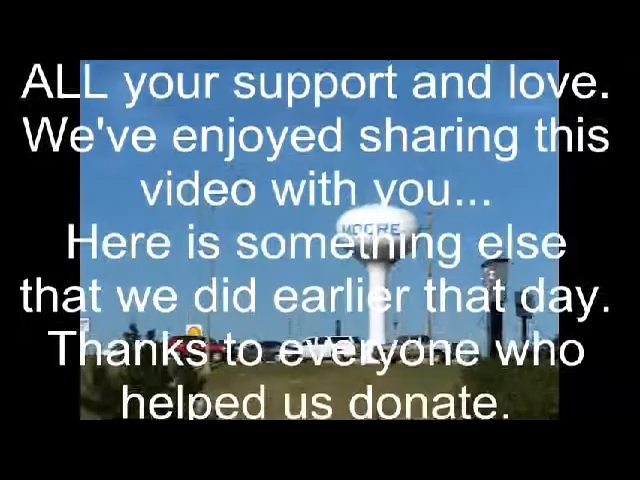 ALL your support and love.
We've enjoyed sharing this
video with you...
MOORE
Here is something else
that we did earlier that day.
Thanks to everyone who
helped us donate.